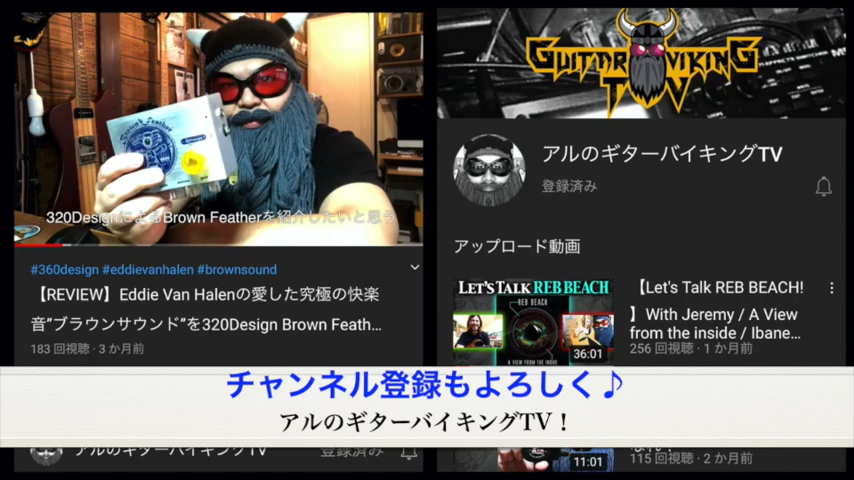 Brown Feather
320DesignによるBrown Featherを紹介したいと思う
#360design #eddievanhalen #brownsound
【REVIEW】Eddie Van Halenの愛した究極の快楽
音”ブラウンサウンド”を320Design Brown Feath...
183 回視聴・3 か月前
GUITAR VIKING
TV
アルのギターバイキングTV
登録済み
アップロード動画
LET'S TALK REB BEACH
REB BEACH
A VIEW FROM THE INSIDE
36:01
【Let's Talk REB BEACH!
】With Jeremy / A View
from the inside / Ibane...
256 回視聴・1 か月前
チャンネル登録もよろしく♪
アルのギターバイキングTV！
アルのギターバイキングTV
登録済み
11:01
115 回視聴・2 か月前